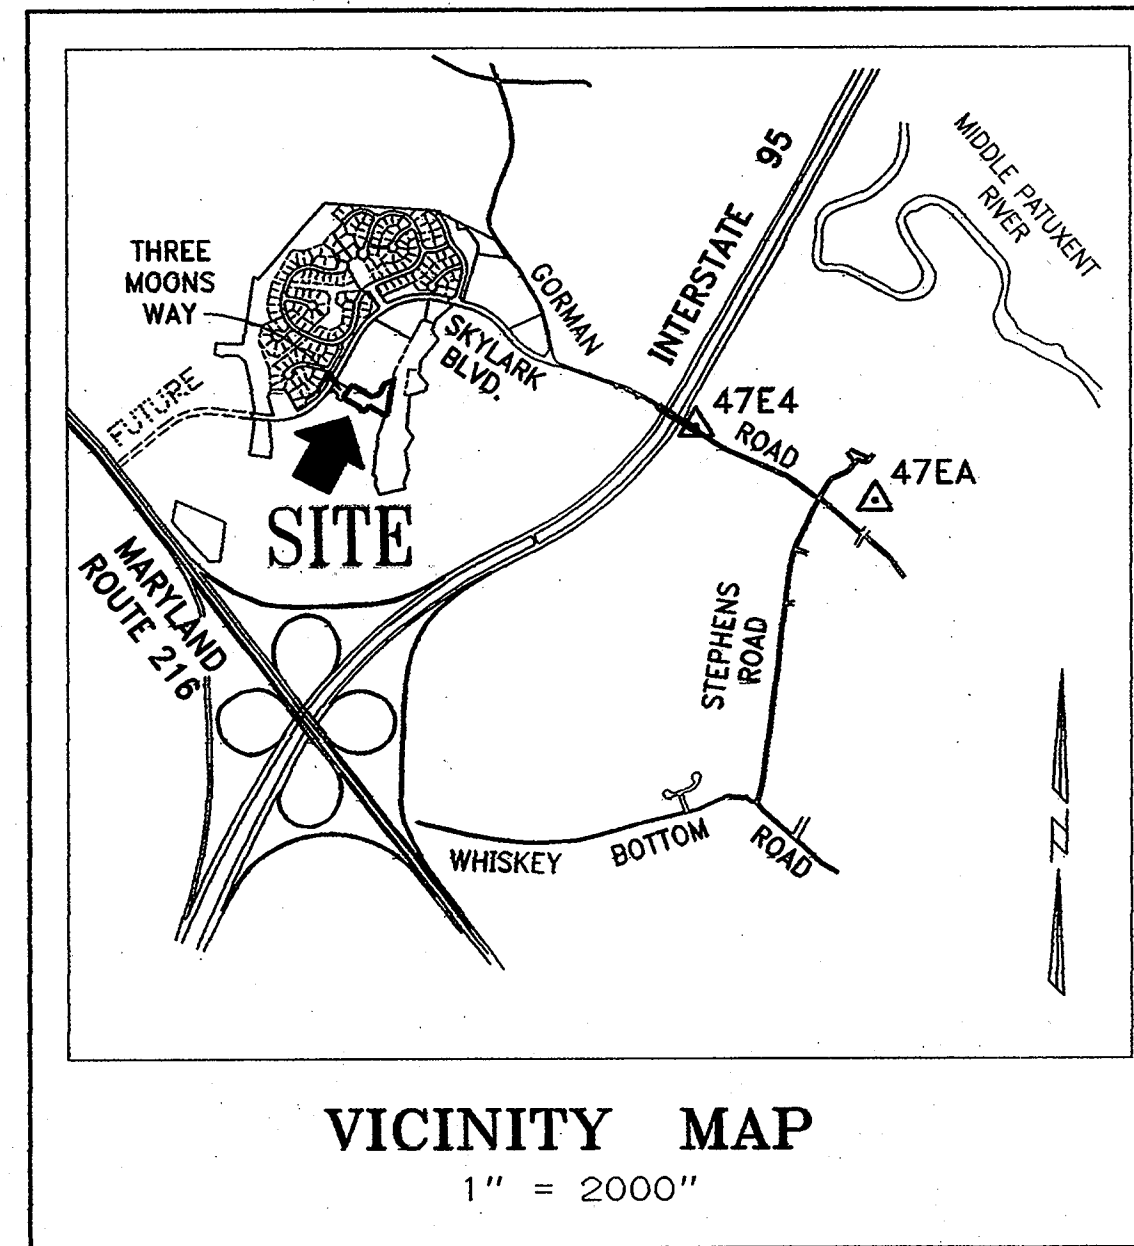 MIDDLE PATUXENT
RIVER
INTERSTATE 95
THREE
MOONS
WAY
GORMAN
SKYLARK
BLVD.
FUTURE
47E4
ROAD
47EA
SITE
MARYLAND
ROUTE 216
STEPHENS
ROAD
WHISKEY BOTTOM ROAD
N
VICINITY MAP
1" = 2000"